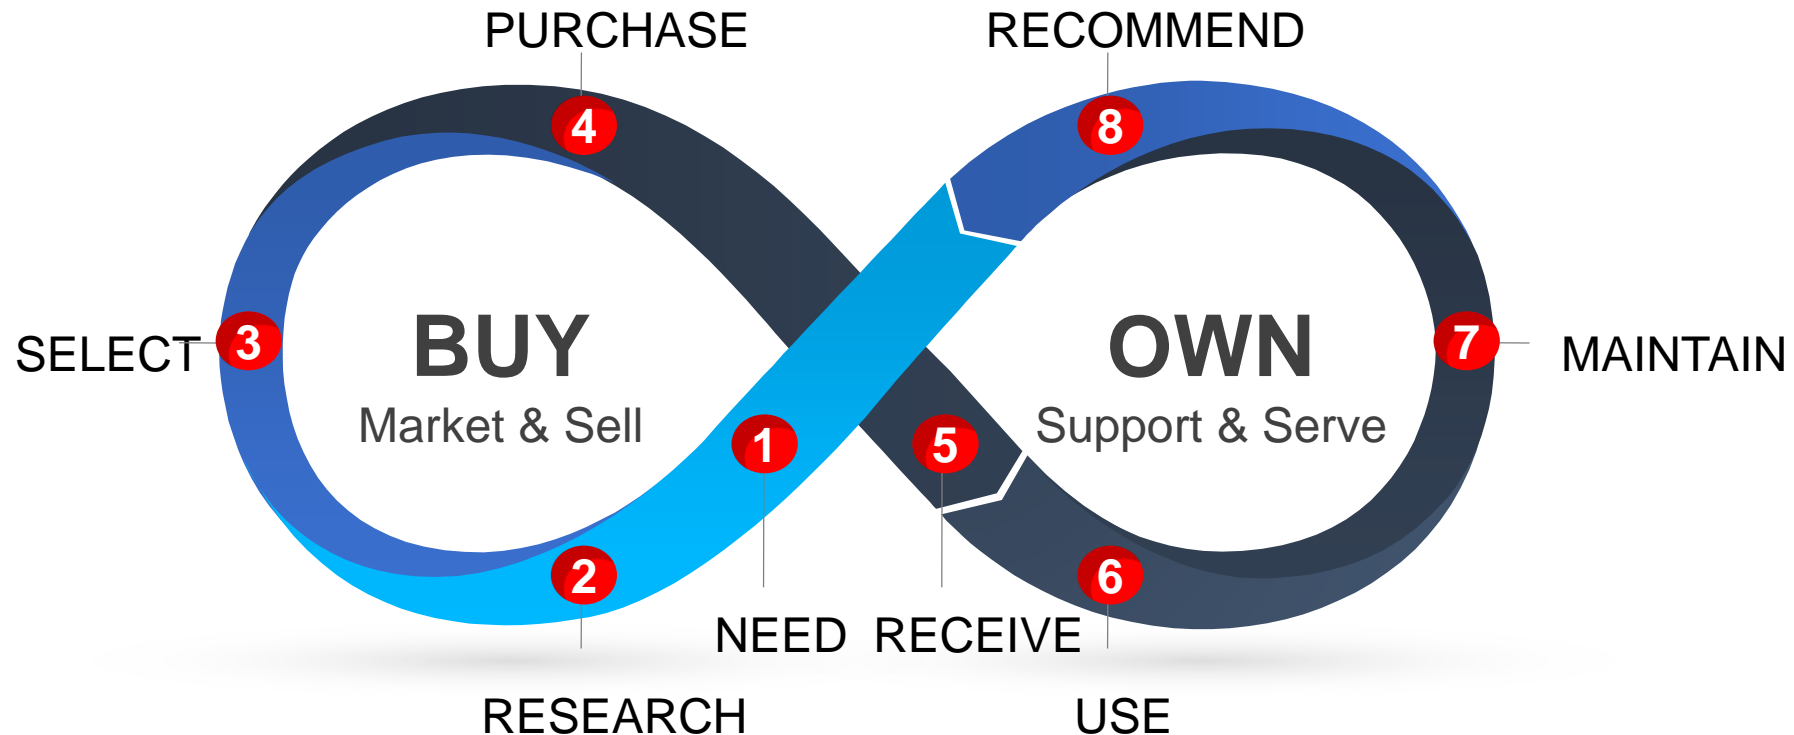 PURCHASE
RECOMMEND
4
8
SELECT
3
BUY
Market & Sell
OWN
Support & Serve
7
MAINTAIN
1
5
2
6
NEED
RECEIVE
RESEARCH
USE